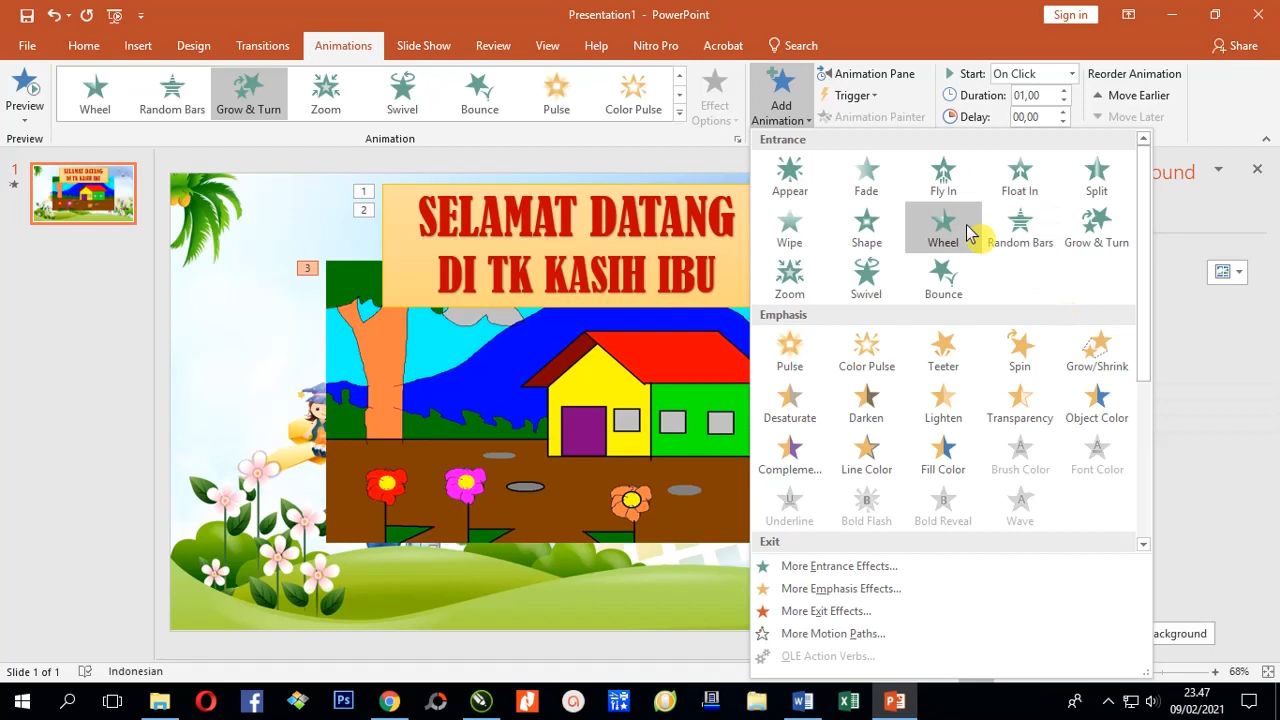 Presentation1 - PowerPoint
Sign in
File
Home
Insert
Design
Transitions
Animations
Slide Show
Review
View
Help
Nitro Pro
Acrobat
Search
Share
Preview
Wheel
Random Bars
Grow & Turn
Zoom
Swivel
Bounce
Pulse
Color Pulse
Effect
Options
Add
Animation
Animation Pane
Trigger
Animation Painter
Start: On Click
Duration: 01,00
Delay: 00,00
Reorder Animation
Move Earlier
Move Later
Preview
Animation
1
1
2
3
SELAMAT DATANG
DI TK KASIH IBU
Entrance
Appear
Fade
Fly In
Float In
Split
Wipe
Shape
Wheel
Random Bars
Grow & Turn
Zoom
Swivel
Bounce
Emphasis
Pulse
Color Pulse
Teeter
Spin
Grow/Shrink
Desaturate
Darken
Lighten
Transparency
Object Color
Compleme...
Line Color
Fill Color
Brush Color
Font Color
Underline
Bold Flash
Bold Reveal
Wave
Exit
More Entrance Effects...
More Emphasis Effects...
More Exit Effects...
More Motion Paths...
OLE Action Verbs...
ound
ackground
Slide 1 of 1
Indonesian
68%
23.47
09/02/2021